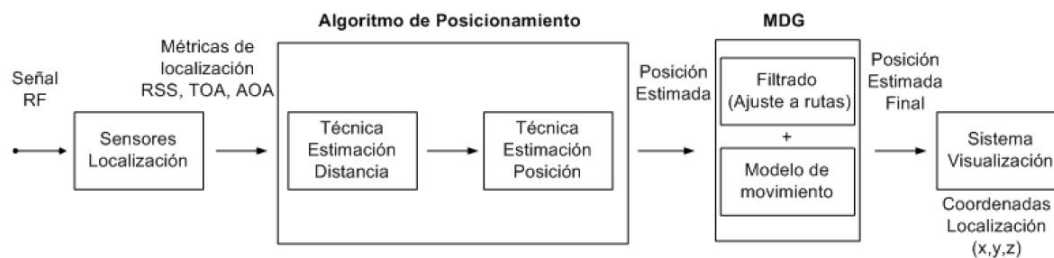 Algoritmo de Posicionamiento
MDG
Señal
RF
Métricas de
localización
RSS, TOA, AOA
Sensores
Localización
Técnica
Estimación
Distancia
Técnica
Estimación
Posición
Posición
Estimada
Filtrado
(Ajuste a rutas)
+
Modelo de
movimiento
Posición
Estimada
Final
Sistema
Visualización
Coordenadas
Localización
(x,y,z)